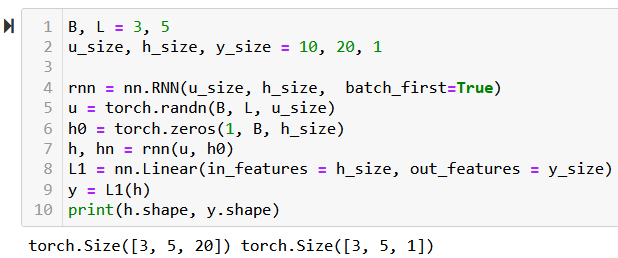 1 B, L = 3, 5
2 u_size, h_size, y_size = 10, 20, 1
3
4 rnn = nn.RNN(u_size, h_size,  batch_first=True)
5 u = torch.randn(B, L, u_size)
6 h0 = torch.zeros(1, B, h_size)
7 h, hn = rnn(u, h0)
8 L1 = nn.Linear(in_features = h_size, out_features = y_size)
9 y = L1(h)
10 print(h.shape, y.shape)
torch.Size([3, 5, 20]) torch.Size([3, 5, 1])